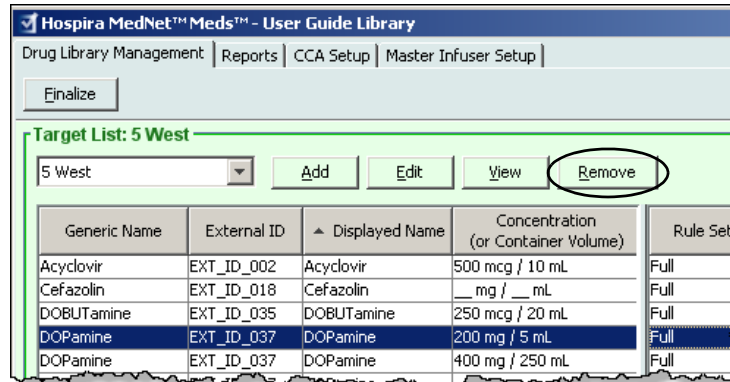 Hospira MedNet™ Meds™ - User Guide Library
Drug Library Management Reports CCA Setup Master Infuser Setup
Finalize
Target List: 5 West
5 West Add Edit View Remove
Generic Name External ID Displayed Name Concentration (or Container Volume) Rule Set
Acyclovir EXT_ID_002 Acyclovir 500 mcg / 10 mL Full
Cefazolin EXT_ID_018 Cefazolin __ mg / __ mL Full
DOBUTamine EXT_ID_035 DOBUTamine 250 mcg / 20 mL Full
DOPamine EXT_ID_037 DOPamine 200 mg / 5 mL Full
DOPamine EXT_ID_037 DOPamine 400 mg / 250 mL Full